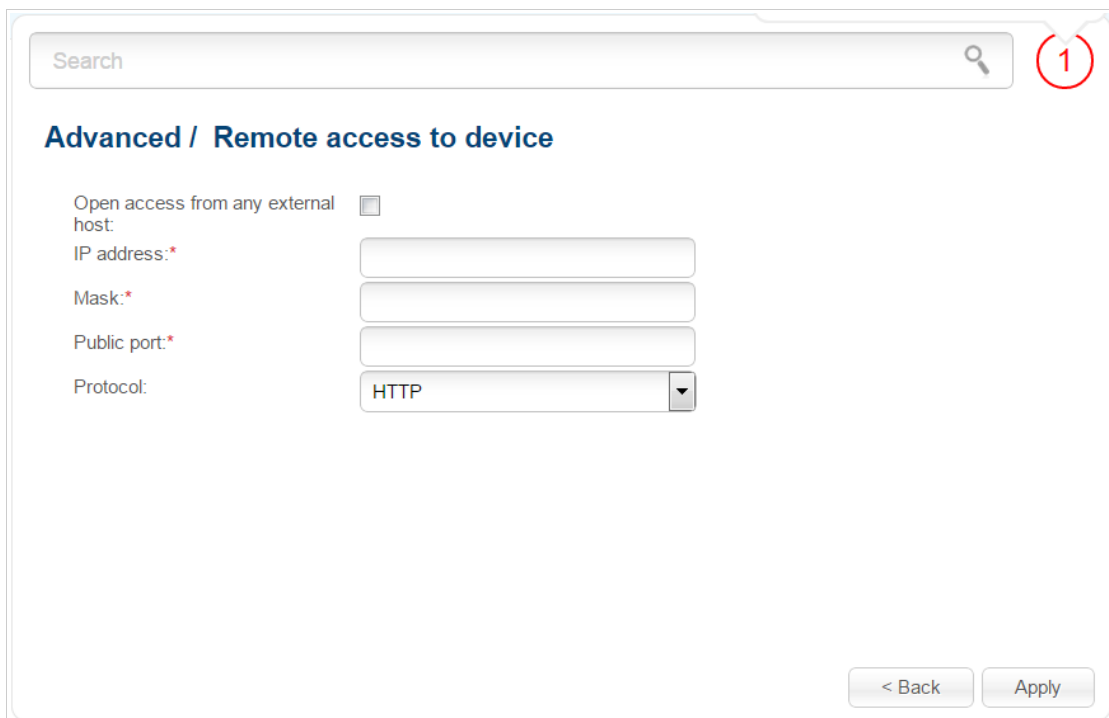 Search
1
Advanced / Remote access to device
Open access from any external
host:
IP address:*
Mask:*
Public port:*
Protocol:
HTTP
< Back
Apply